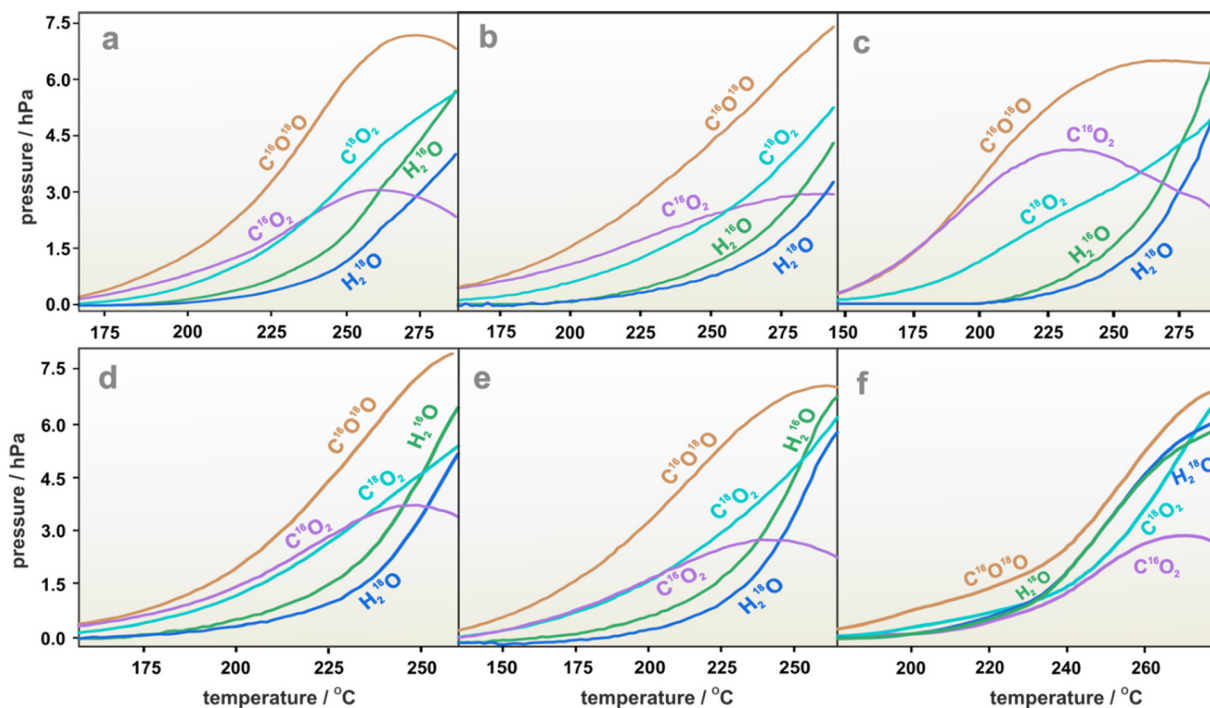 7.5
6.0
4.5
3.0
1.5
0.0
pressure / hPa
a
C¹⁶O¹⁸O
C¹⁸O₂
H₂¹⁶O
C¹⁶O₂
H₂¹⁸O
175 200 225 250 275
b
C¹⁶O¹⁸O
C¹⁸O₂
C¹⁶O₂
H₂¹⁶O
H₂¹⁸O
175 200 225 250 275
c
C¹⁶O¹⁸O
C¹⁶O₂
C¹⁸O₂
H₂¹⁶O
H₂¹⁸O
150 175 200 225 250 275
7.5
6.0
4.5
3.0
1.5
0.0
pressure / hPa
d
C¹⁶O¹⁸O
H₂¹⁶O
C¹⁸O₂
C¹⁶O₂
H₂¹⁸O
175 200 225 250
temperature / °C
e
C¹⁶O¹⁸O
H₂¹⁶O
C¹⁸O₂
C¹⁶O₂
H₂¹⁸O
150 175 200 225 250
temperature / °C
f
H₂¹⁸O
C¹⁸O₂
C¹⁶O¹⁸O
H₂¹⁶O
C¹⁶O₂
200 220 240 260
temperature / °C